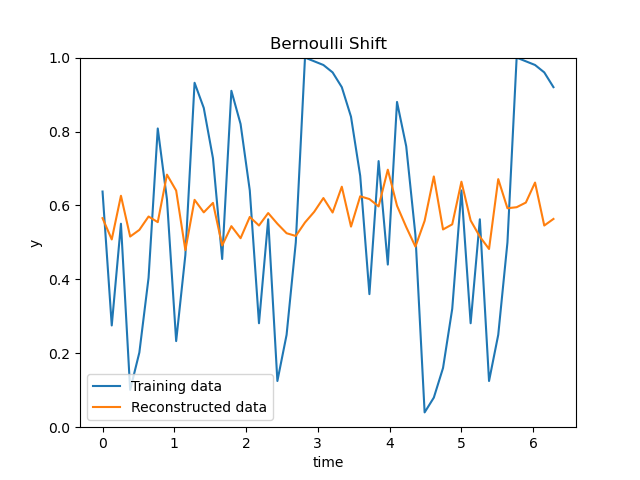 Bernoulli Shift
1.0
0.8
0.6
0.4
0.2
0.0
y
Training data
Reconstructed data
0 1 2 3 4 5 6
time